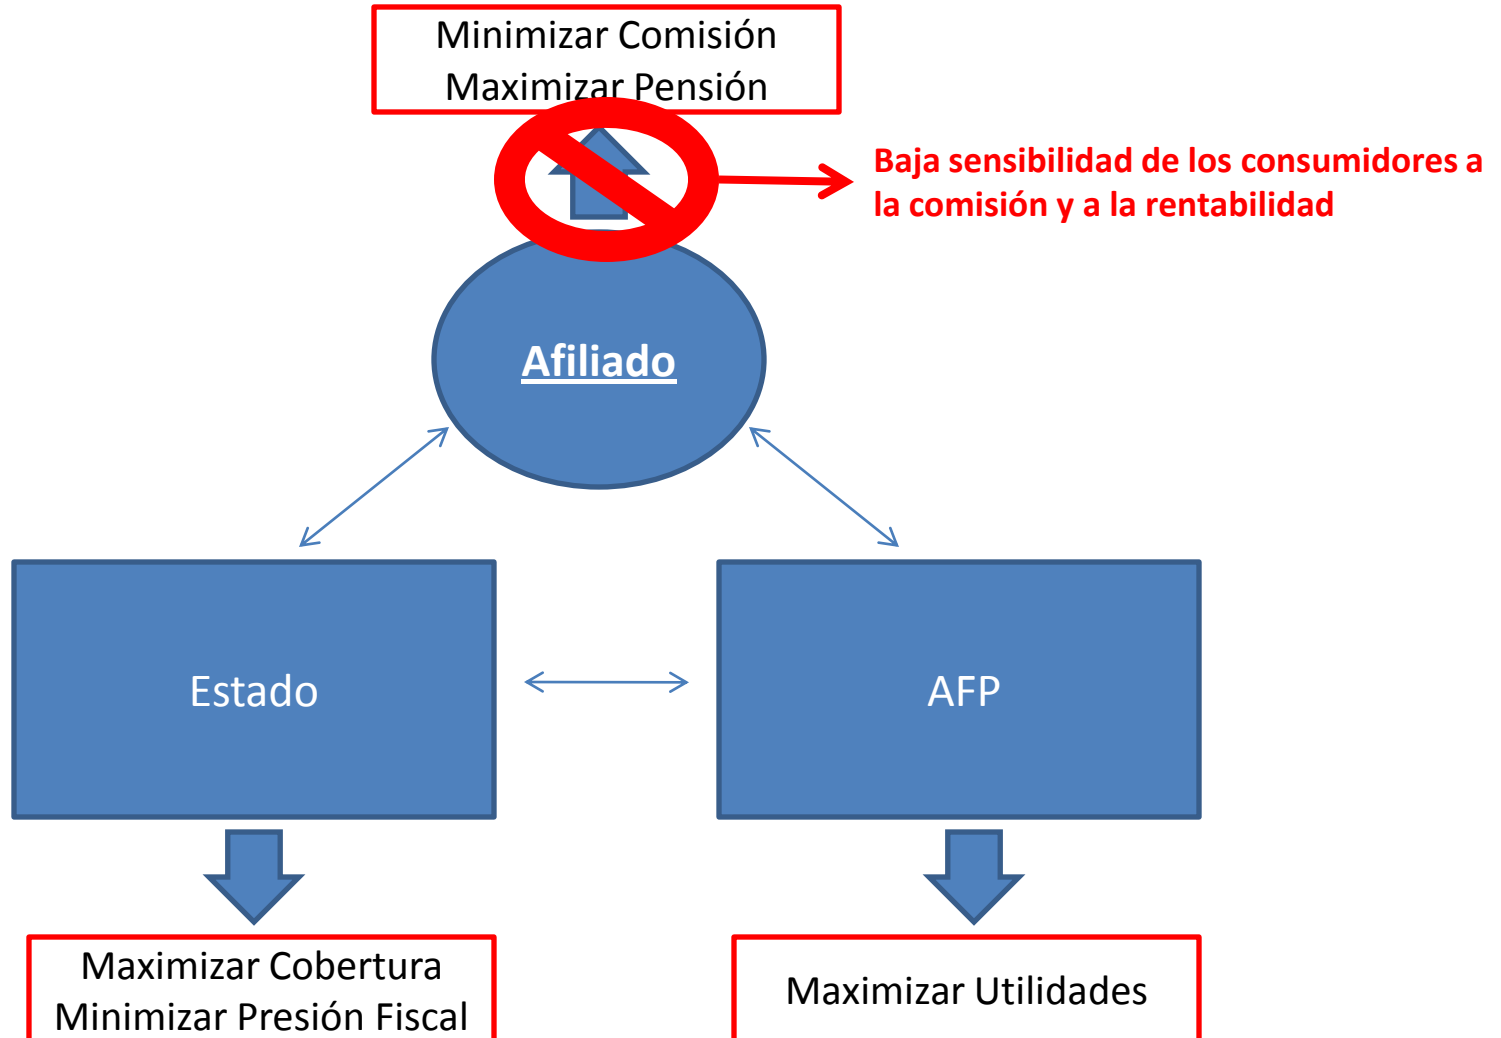 Minimizar Comisión
Maximizar Pensión
Baja sensibilidad de los consumidores a
la comisión y a la rentabilidad
Afiliado
Estado
AFP
Maximizar Cobertura
Minimizar Presión Fiscal
Maximizar Utilidades